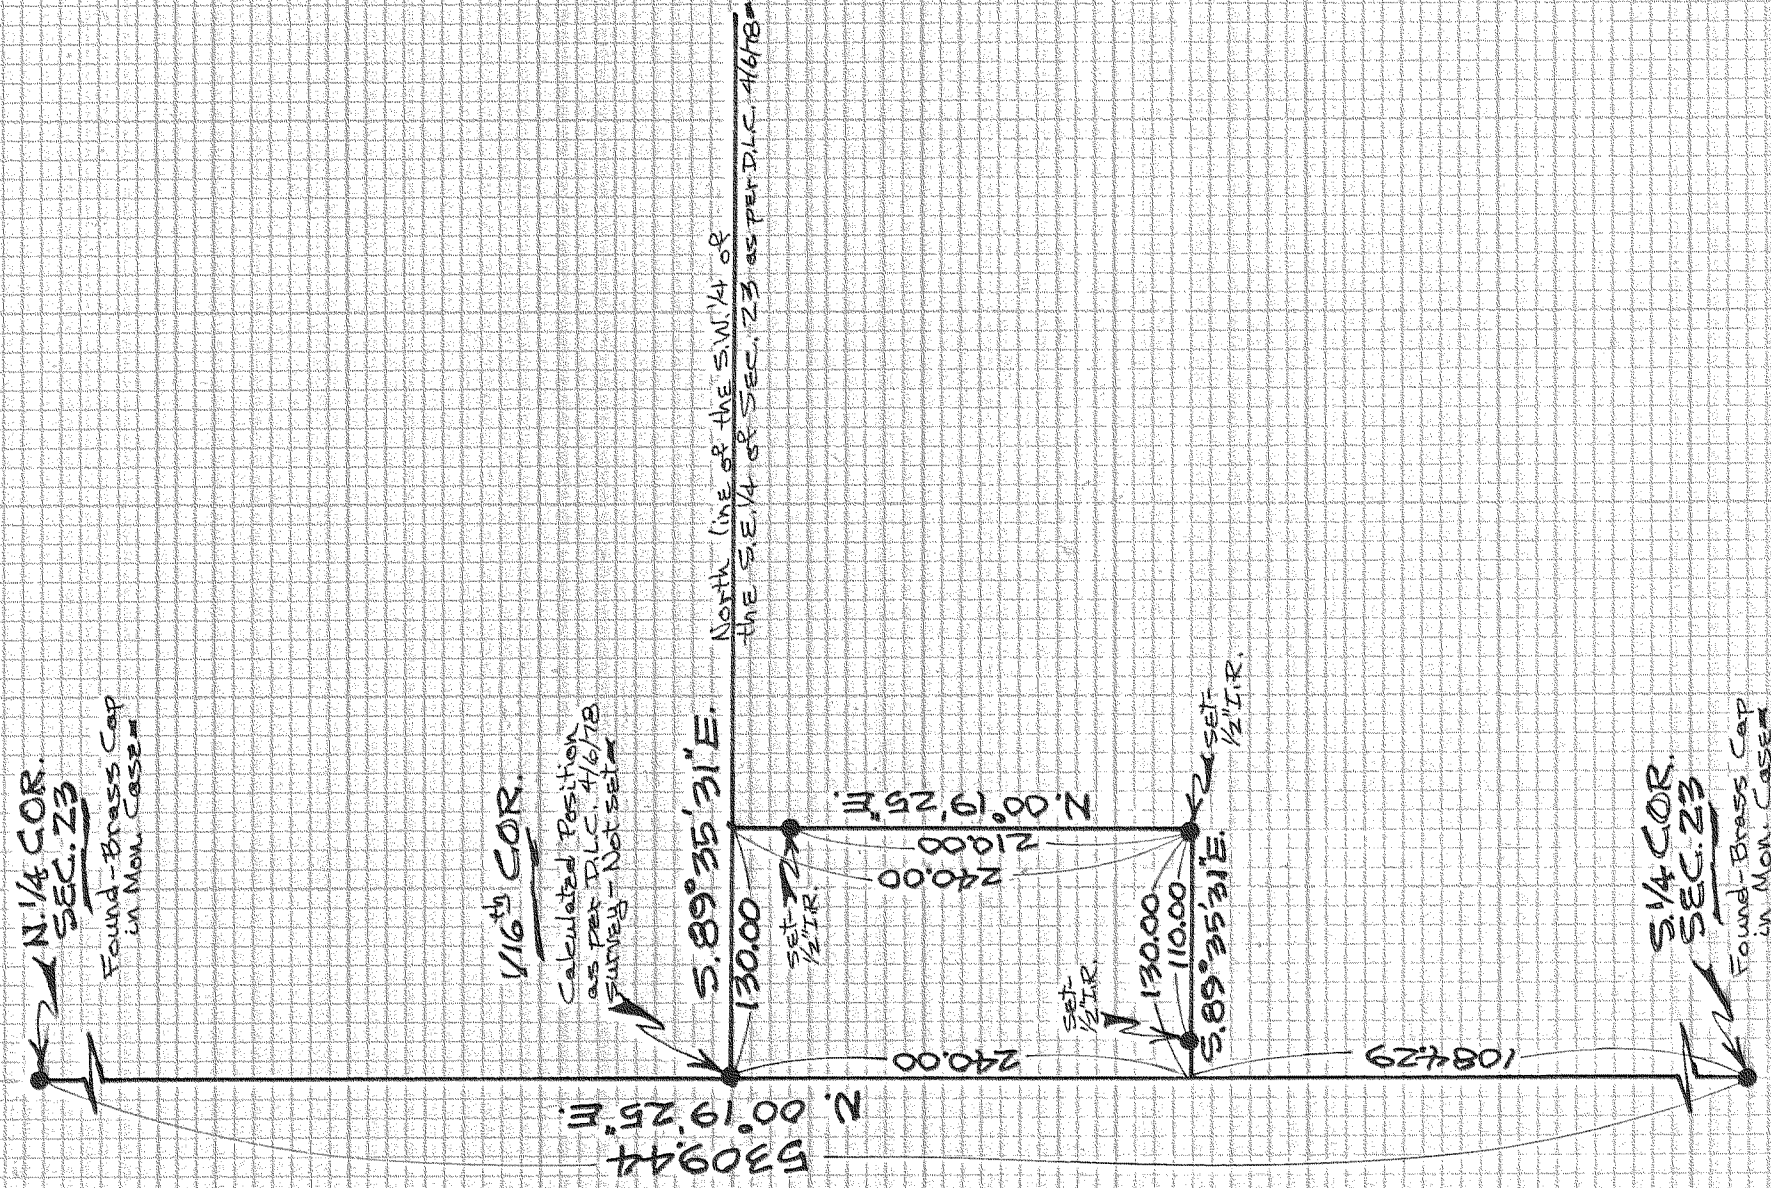 N.1/4 COR.
SEC. 23
Found-Brass Cap
in Mon. Case
1/16th COR.
Calculated Position
as per D.L.C. 4/6/78
Survey-Not set
S.89°35'31"E.
130.00
North line of the S.W.1/4 of
the S.E.1/4 of SEC. 23 as per D.L.C. 4/6/78
set-
1/2" I.R.
N.00°19'25"E.
210.00
240.00
set-
1/2" I.R.
set-
1/2" I.R.
130.00
110.00
S.89°35'31"E.
240.00
1084.29
N. 00°19'25"E.
5309.44
S.1/4 COR.
SEC. 23
Found-Brass Cap
in Mon. Case